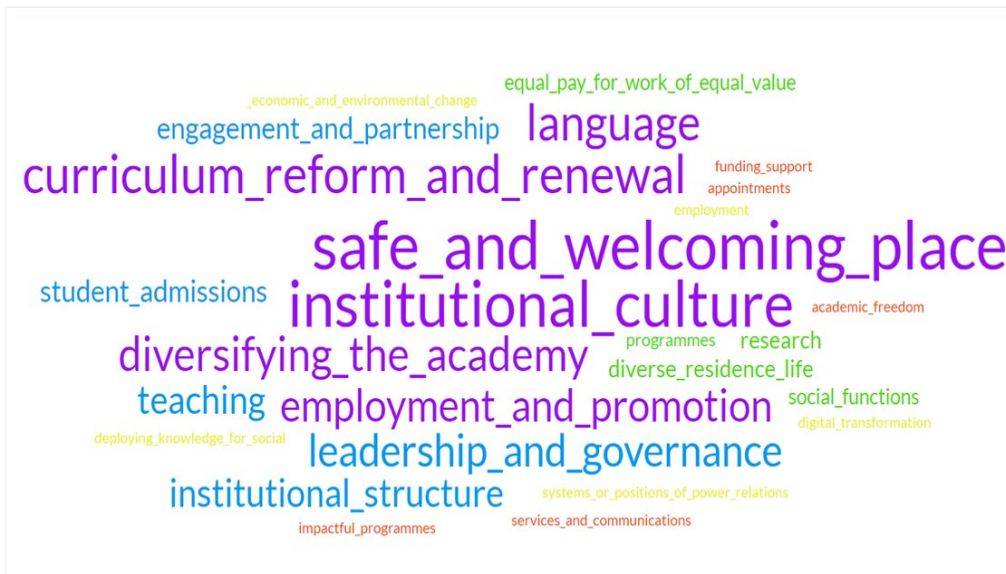 equal_pay_for_work_of_equal_value
_economic_and_environmental_change
engagement_and_partnership language
curriculum_reform_and_renewal funding_support
appointments
employment
safe_and_welcoming_place
student_admissions institutional_culture academic_freedom
diversifying_the_academy programmes research
diverse_residence_life
teaching employment_and_promotion social_functions
digital_transformation
deploying_knowledge_for_social leadership_and_governance
institutional_structure systems_or_positions_of_power_relations
impactful_programmes services_and_communications